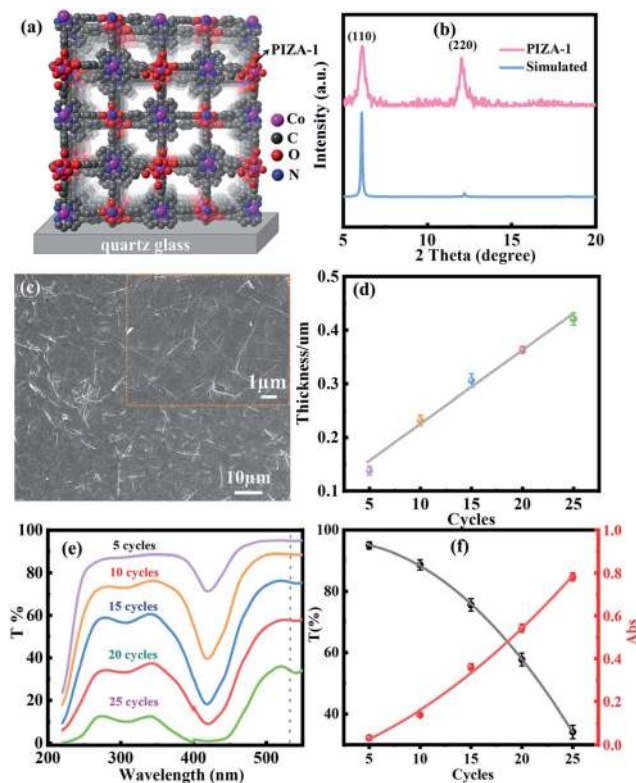 (a)
PIZA-1
Co
C
O
N
quartz glass
(b)
(110)
(220)
PIZA-1
Simulated
Intensity (a.u.)
5 10 15 20
2 Theta (degree)
(c)
1μm
10μm
(d)
Thickness/um
0.5
0.4
0.3
0.2
0.1
5 10 15 20 25
Cycles
(e)
T %
100
80
60
40
20
0
5 cycles
10 cycles
15 cycles
20 cycles
25 cycles
300 400 500
Wavelength (nm)
(f)
T(%)
100
80
60
40
1.0
0.8
0.6
0.4
0.2
0.0
Abs
5 10 15 20 25
Cycles